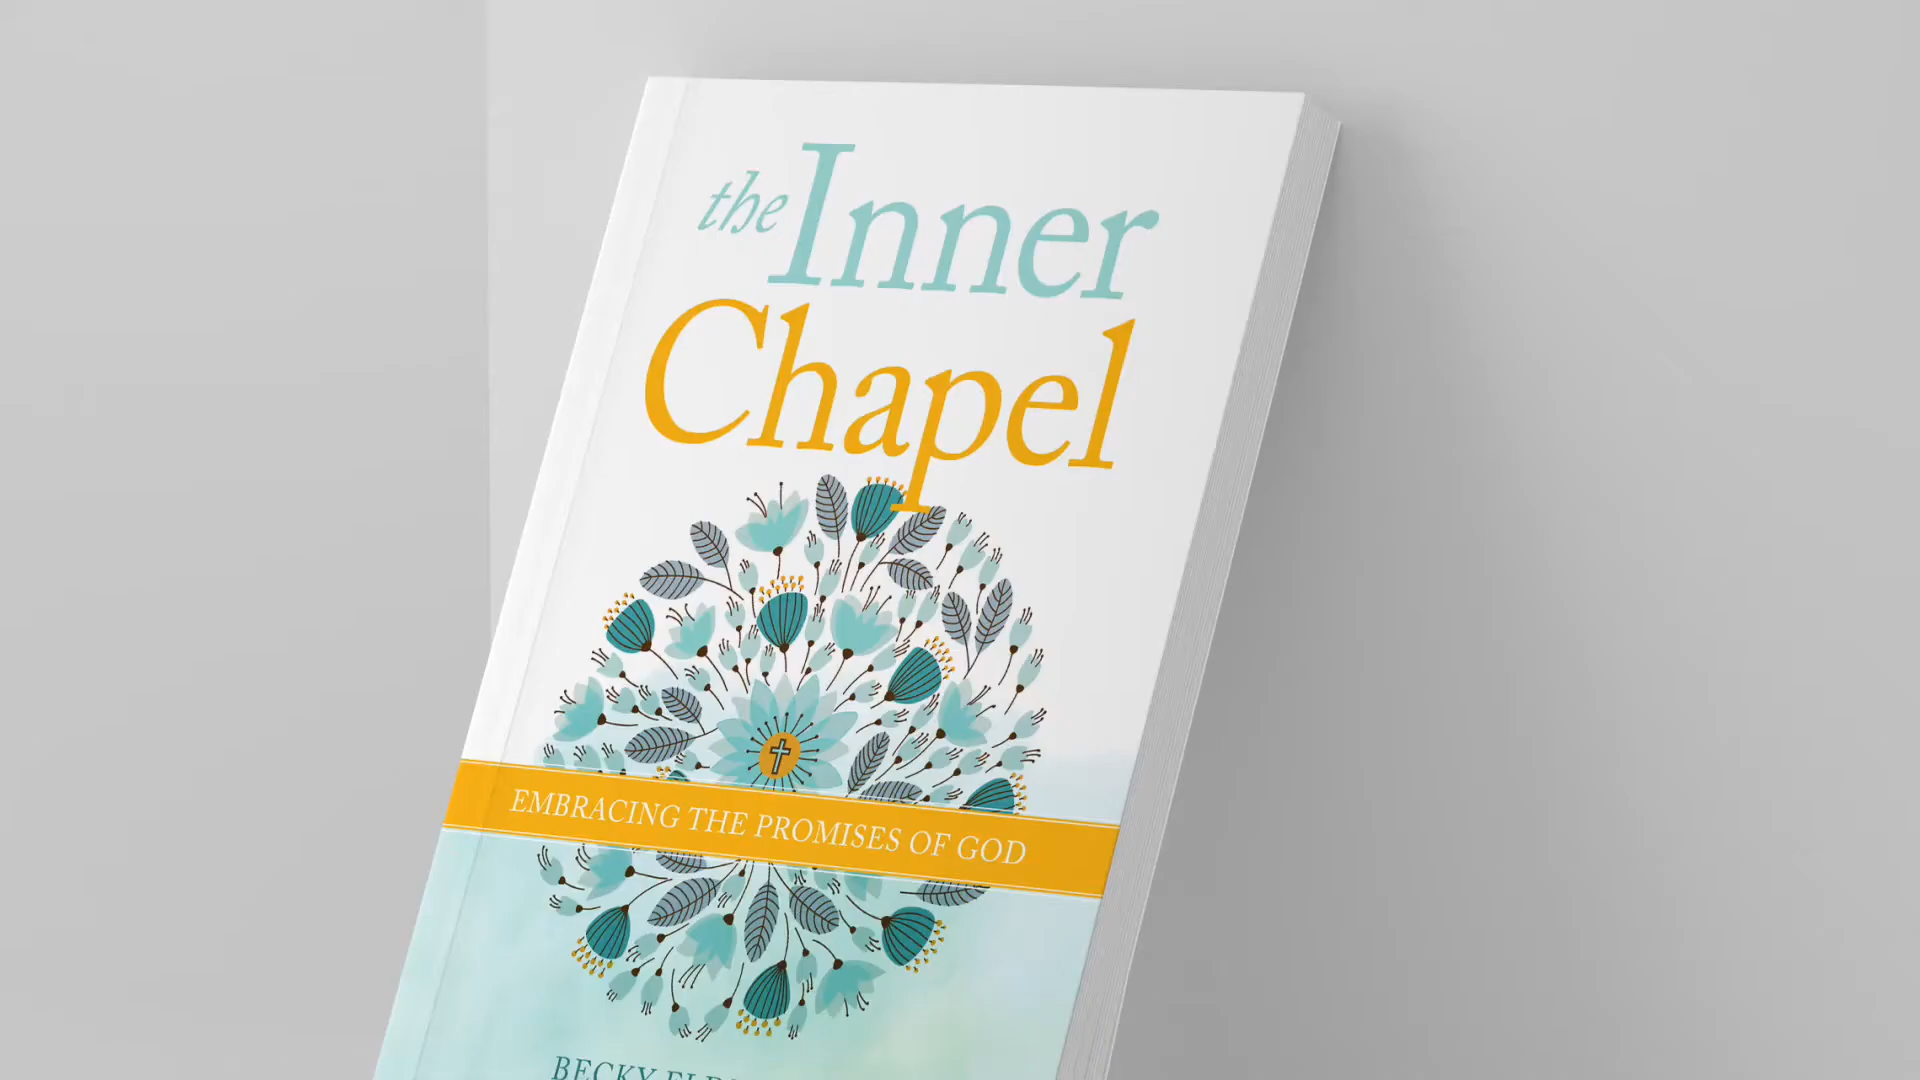 the Inner
Chapel
EMBRACING THE PROMISES OF GOD
BECKY